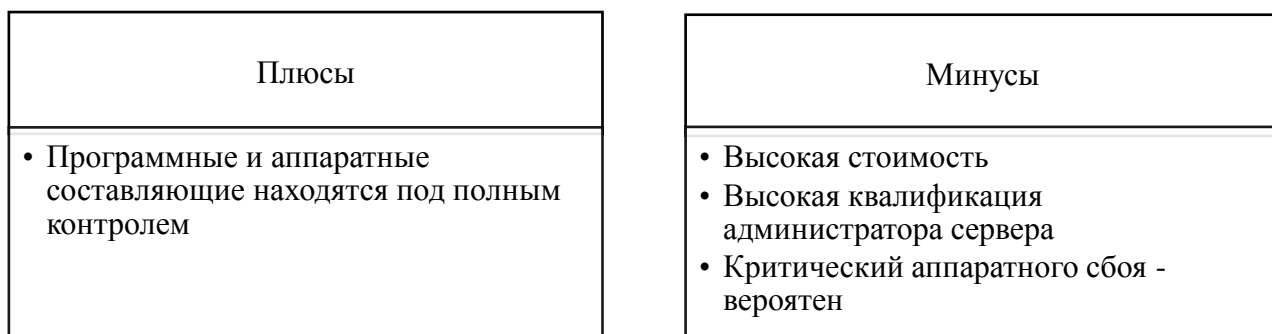 Плюсы
• Программные и аппаратные
составляющие находятся под полным
контролем
Минусы
• Высокая стоимость
• Высокая квалификация
администратора сервера
• Критический аппаратного сбоя -
вероятен